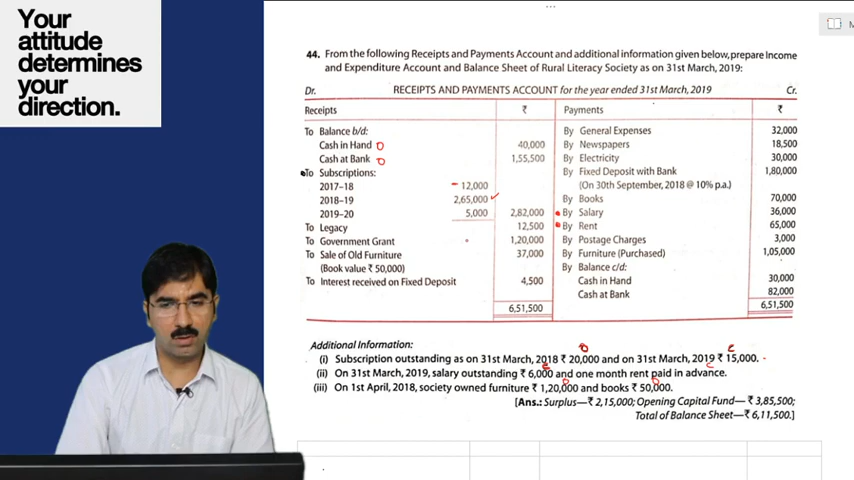 Your
attitude
determines
your
direction.
44. From the following Receipts and Payments Account and additional information given below, prepare Income
and Expenditure Account and Balance Sheet of Rural Literacy Society as on 31st March, 2019:
Dr. RECEIPTS AND PAYMENTS ACCOUNT for the year ended 31st March, 2019 Cr.
Receipts ₹ Payments ₹
To Balance b/d: By General Expenses 32,000
Cash in Hand 40,000 By Newspapers 18,500
Cash at Bank 1,55,500 By Electricity 30,000
To Subscriptions: By Fixed Deposit with Bank 1,80,000
2017–18 12,000 (On 30th September, 2018 @ 10% p.a.)
2018–19 2,65,000 By Books 70,000
2019–20 5,000 2,82,000 By Salary 36,000
To Legacy 12,500 By Rent 65,000
To Government Grant 1,20,000 By Postage Charges 3,000
To Sale of Old Furniture 37,000 By Furniture (Purchased) 1,05,000
(Book value ₹ 50,000) By Balance c/d:
To Interest received on Fixed Deposit 4,500 Cash in Hand 30,000
Cash at Bank 82,000
6,51,500 6,51,500
Additional Information:
(i) Subscription outstanding as on 31st March, 2018 ₹ 20,000 and on 31st March, 2019 ₹ 15,000.
(ii) On 31st March, 2019, salary outstanding ₹ 6,000 and one month rent paid in advance.
(iii) On 1st April, 2018, society owned furniture ₹ 1,20,000 and books ₹ 50,000.
[Ans.: Surplus—₹ 2,15,000; Opening Capital Fund—₹ 3,85,500;
Total of Balance Sheet—₹ 6,11,500.]